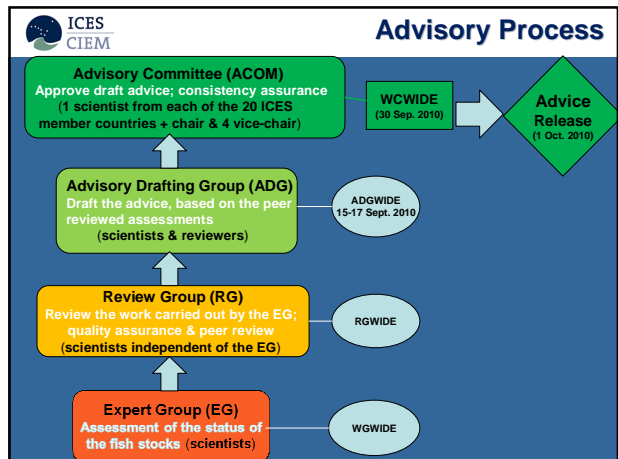 ICES
CIEM
Advisory Process
Advisory Committee (ACOM)
Approve draft advice; consistency assurance
(1 scientist from each of the 20 ICES
member countries + chair & 4 vice-chair)
WCWIDE
(30 Sep. 2010)
Advice
Release
(1 Oct. 2010)
Advisory Drafting Group (ADG)
Draft the advice, based on the peer
reviewed assessments
(scientists & reviewers)
ADGWIDE
15-17 Sept. 2010
Review Group (RG)
Review the work carried out by the EG;
quality assurance & peer review
(scientists independent of the EG)
RGWIDE
Expert Group (EG)
Assessment of the status of
the fish stocks (scientists)
WGWIDE